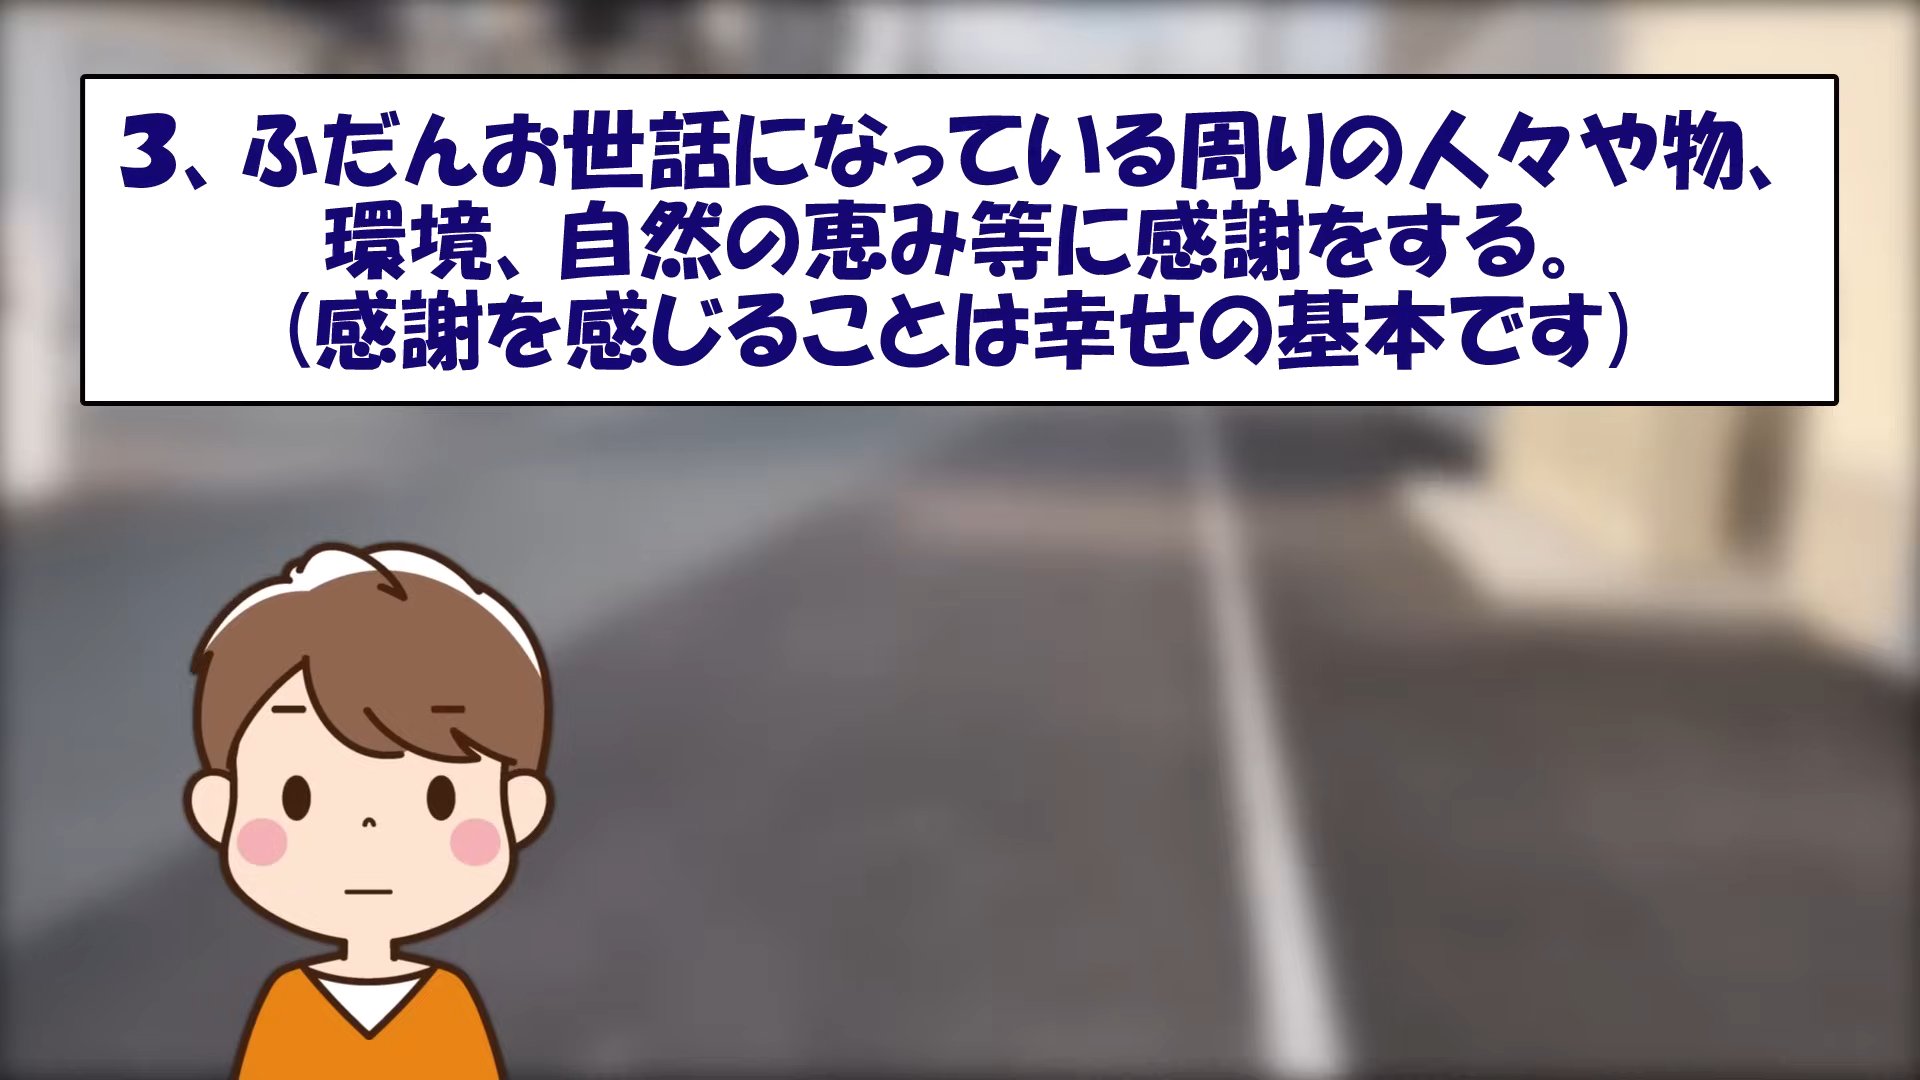 3、ふだんお世話になっている周りの人々や物、
環境、自然の恵み等に感謝をする。
(感謝を感じることは幸せの基本です)